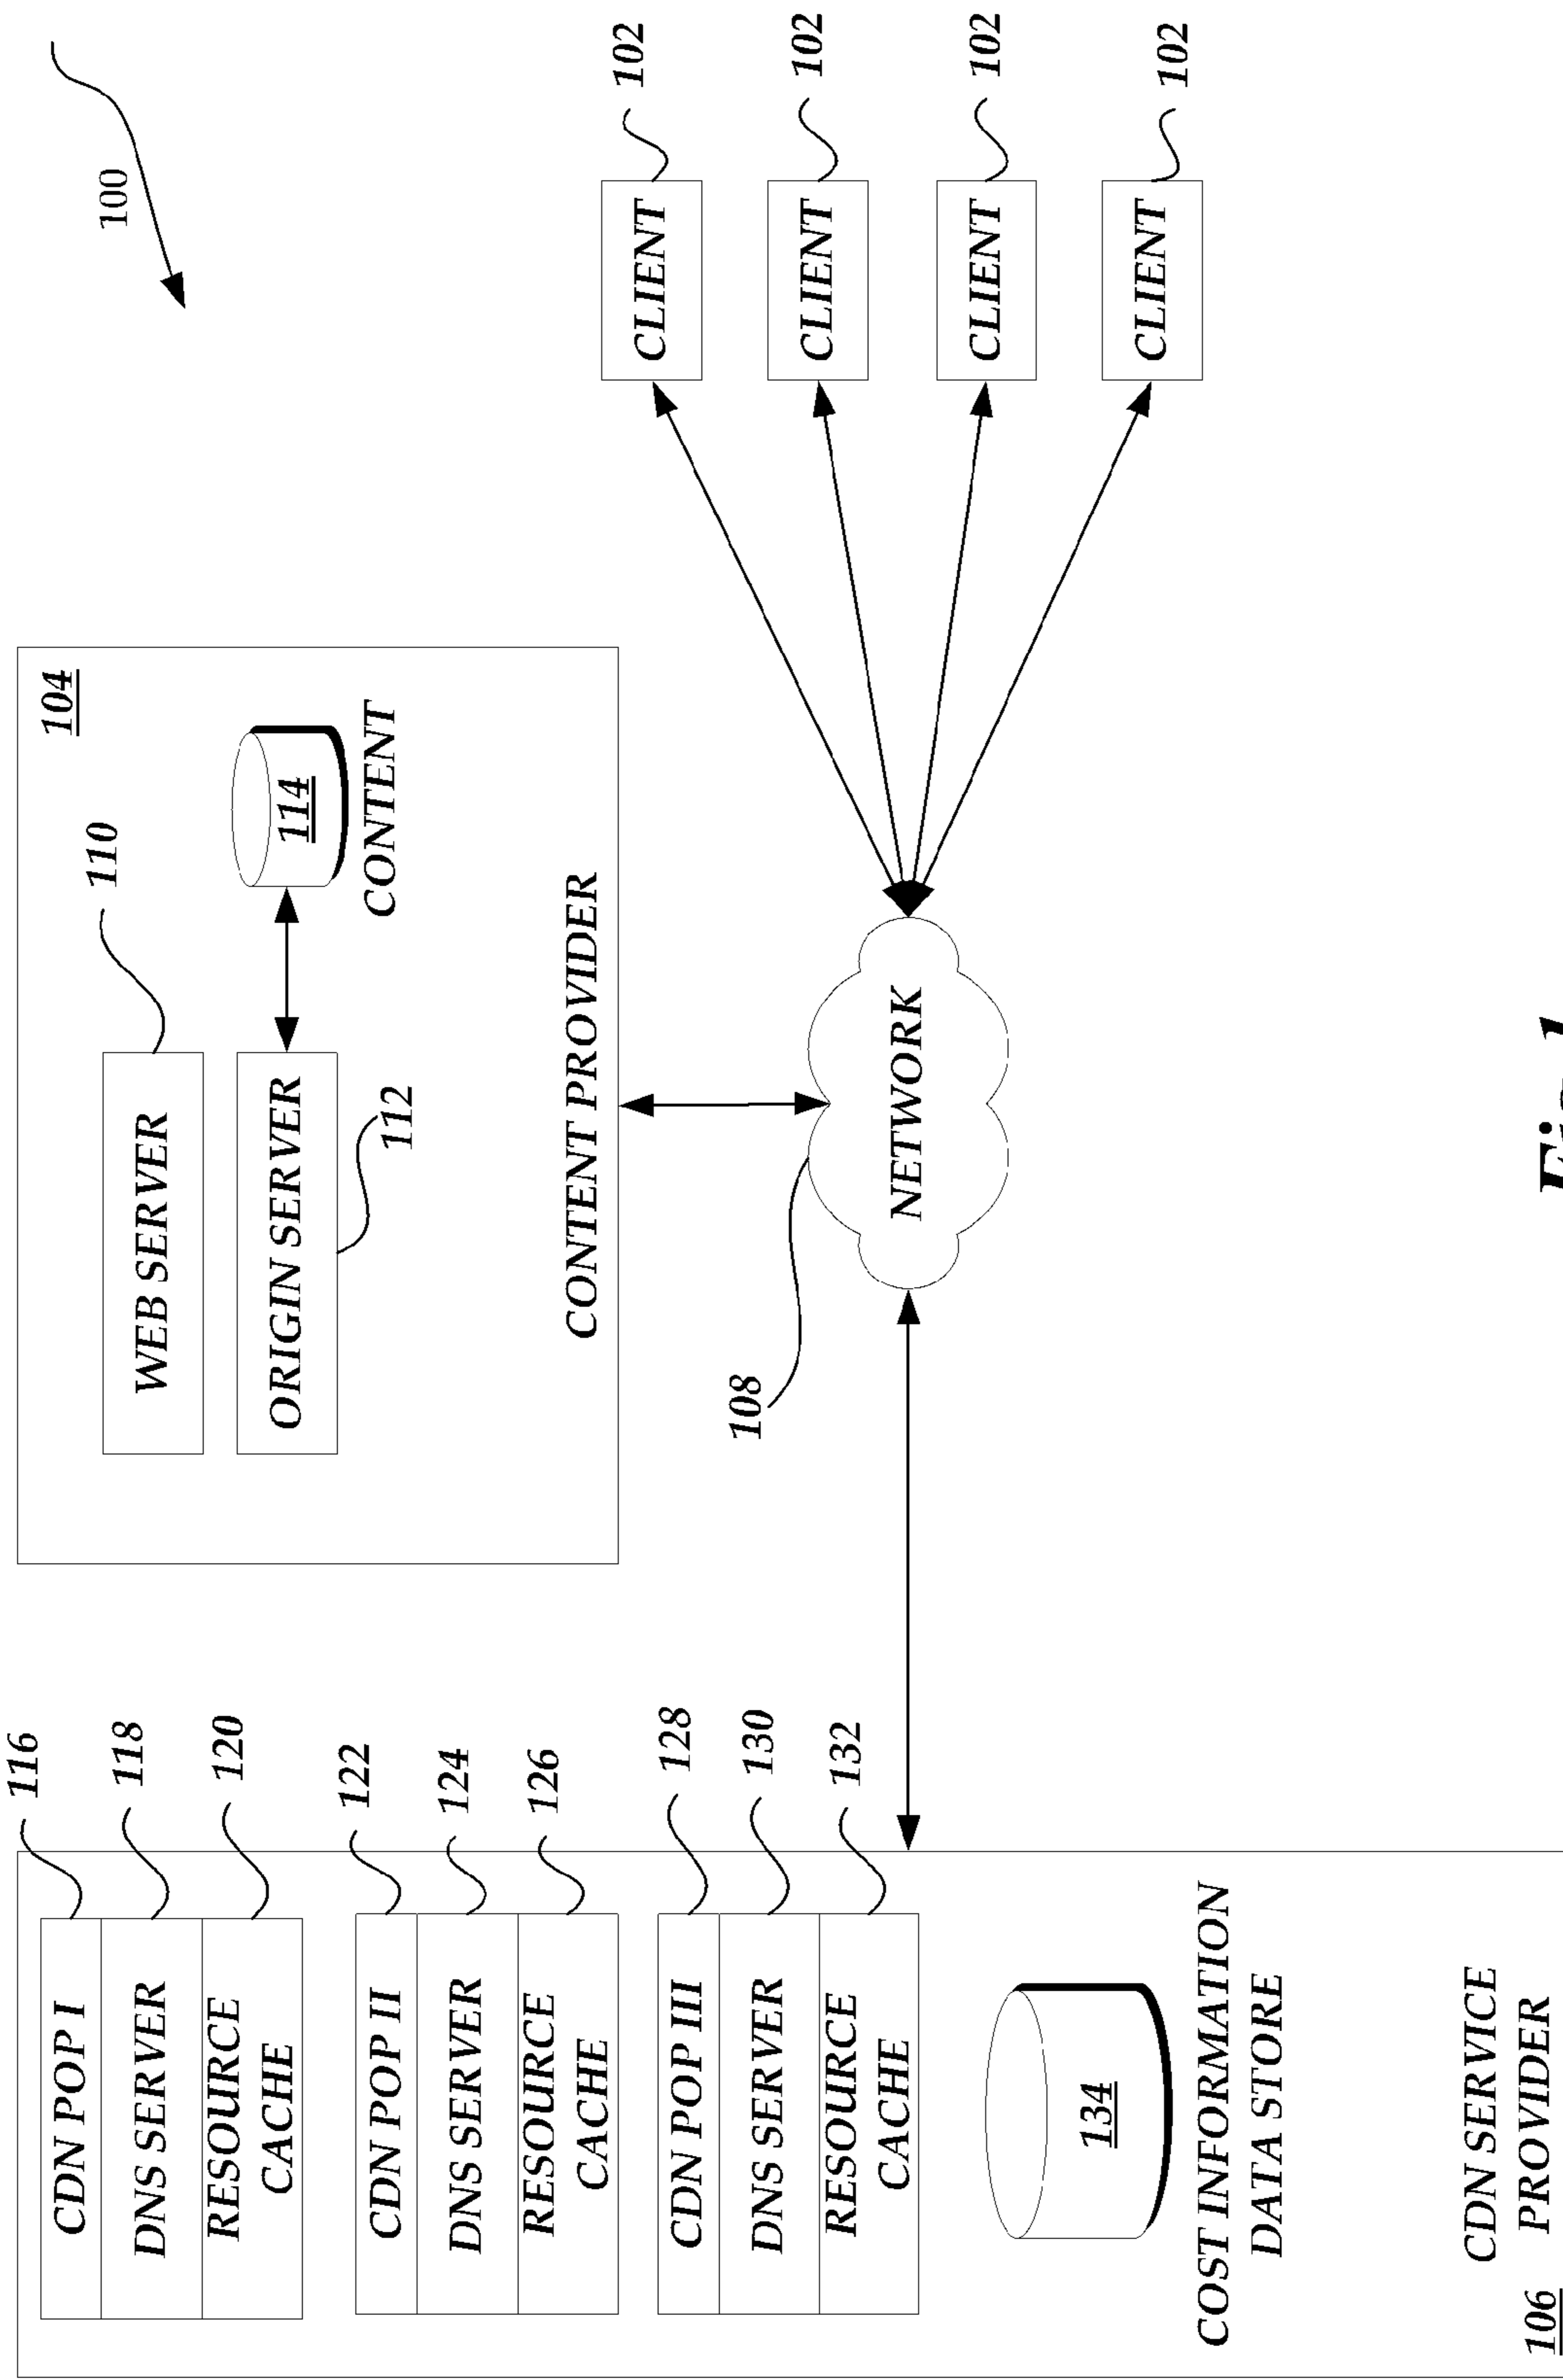 100
116
CDN POP I
118
DNS SERVER
120
RESOURCE
CACHE
122
CDN POP II
124
DNS SERVER
126
RESOURCE
CACHE
128
CDN POP III
130
DNS SERVER
132
RESOURCE
CACHE
134
COST INFORMATION
DATA STORE
CDN SERVICE
PROVIDER
106
104
110
WEB SERVER
ORIGIN SERVER
112
114
CONTENT
CONTENT PROVIDER
108
NETWORK
CLIENT
102
CLIENT
102
CLIENT
102
CLIENT
102